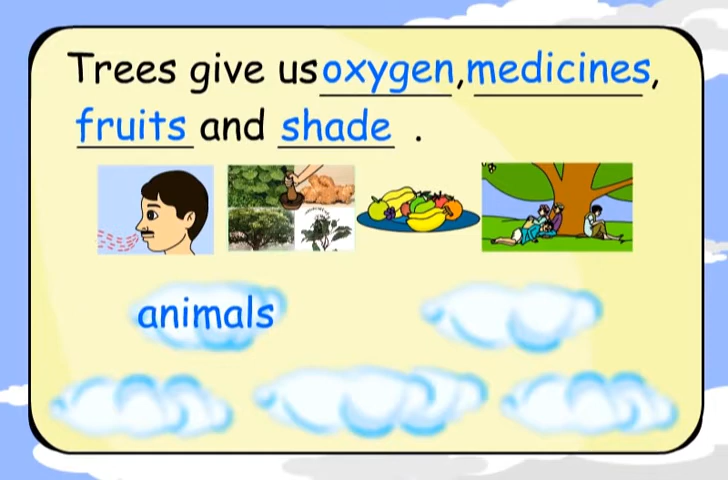 Trees give us oxygen, medicines,
fruits and shade .
animals